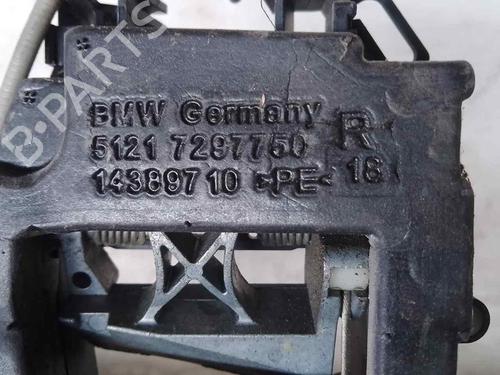 BMW Germany
5121 7297750 R
14389710 >PE< 18
B-PARTS